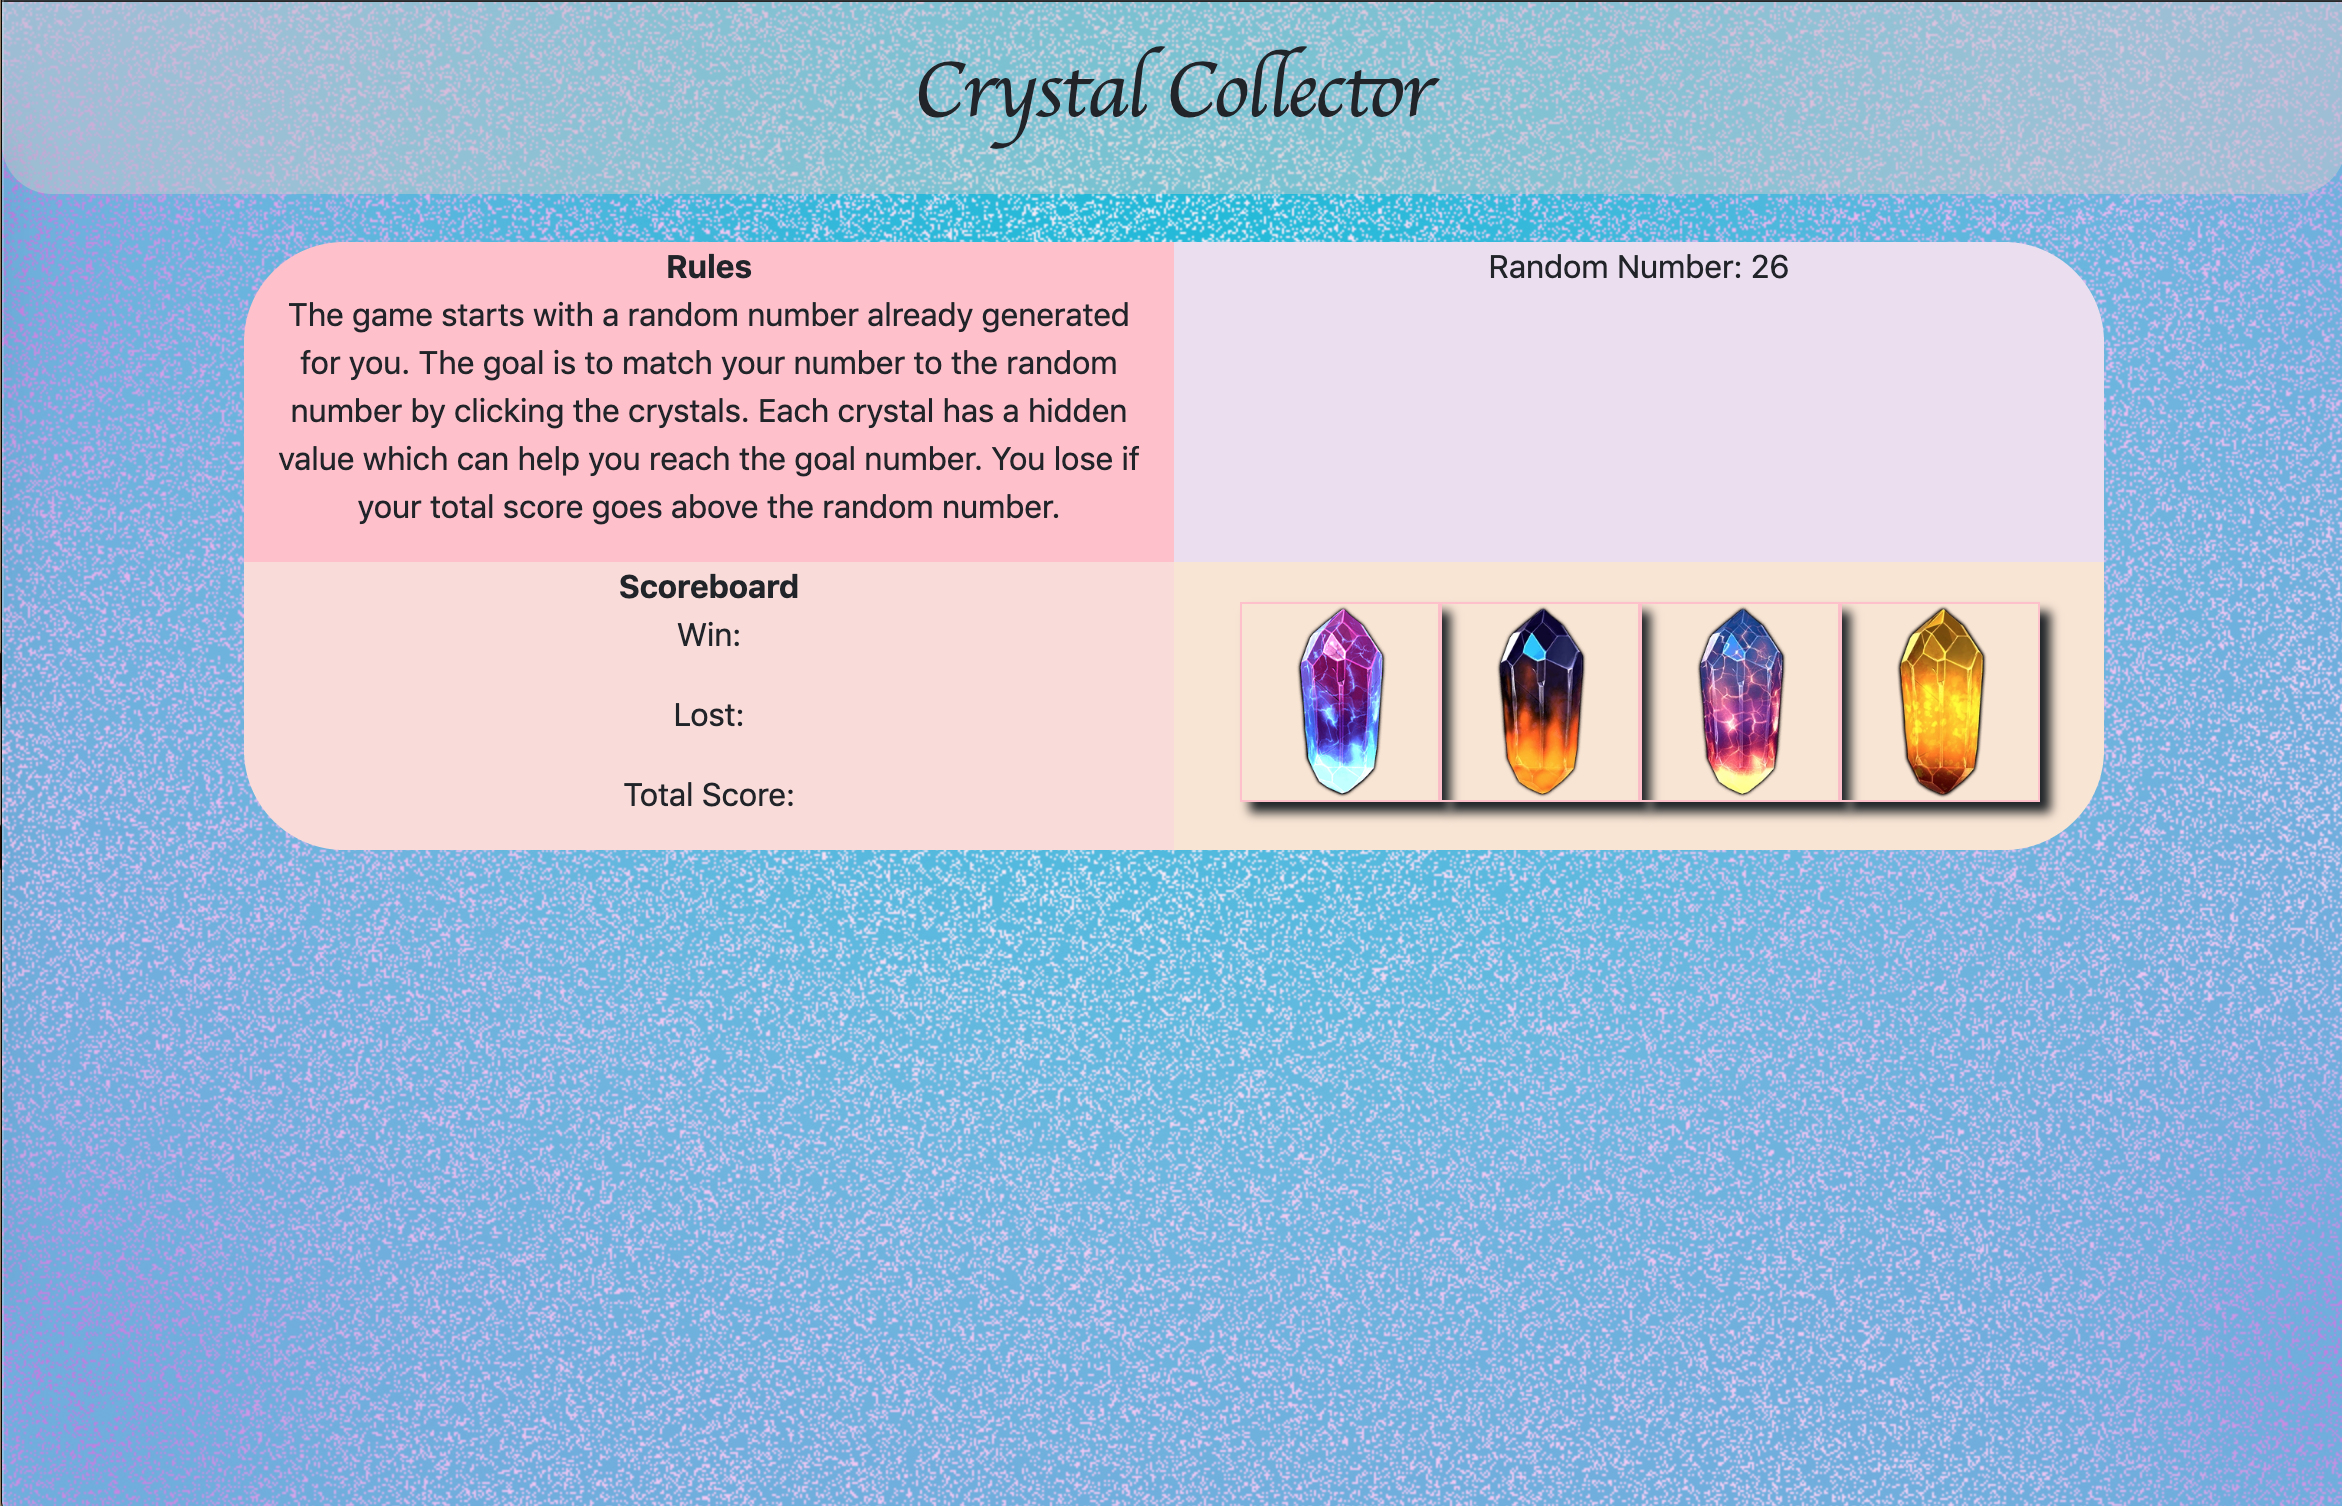 Crystal Collector
Rules
The game starts with a random number already generated
for you. The goal is to match your number to the random
number by clicking the crystals. Each crystal has a hidden
value which can help you reach the goal number. You lose if
your total score goes above the random number.
Random Number: 26
Scoreboard
Win:
Lost:
Total Score: